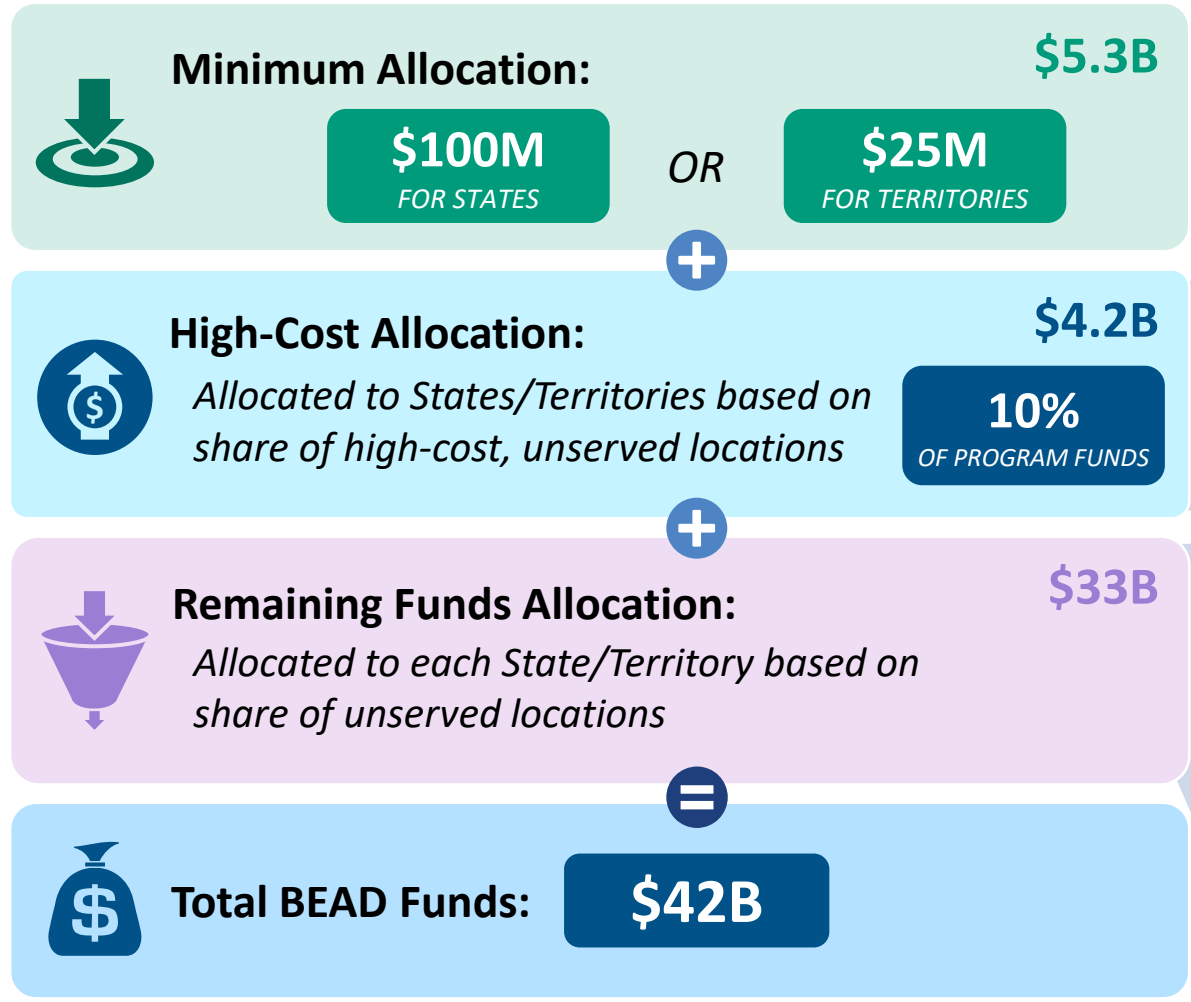 Minimum Allocation:
$5.3B
$100M
FOR STATES
OR
$25M
FOR TERRITORIES
High-Cost Allocation:
$4.2B
Allocated to States/Territories based on
share of high-cost, unserved locations
10%
OF PROGRAM FUNDS
$
Remaining Funds Allocation:
$33B
Allocated to each State/Territory based on
share of unserved locations
$
Total BEAD Funds:
$42B